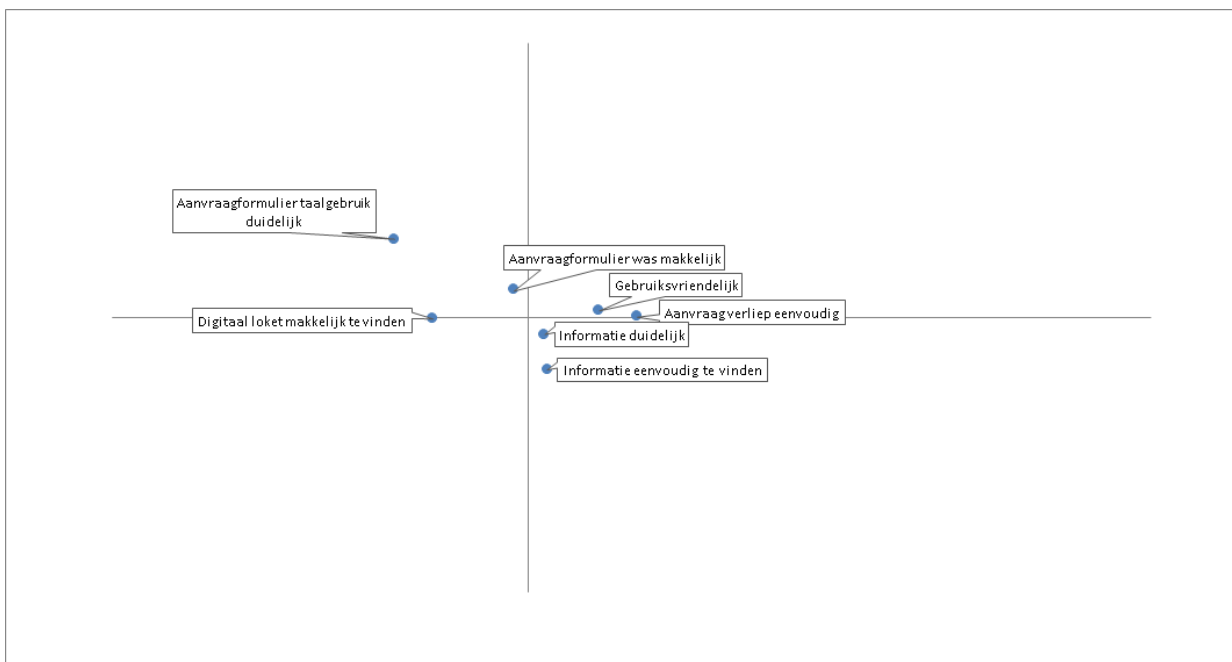 Aanvraagformulier taalgebruik
duidelijk
Aanvraagformulier was makkelijk
Gebruiksvriendelijk
Aanvraag verliep eenvoudig
Digitaal loket makkelijk te vinden
Informatie duidelijk
Informatie eenvoudig te vinden